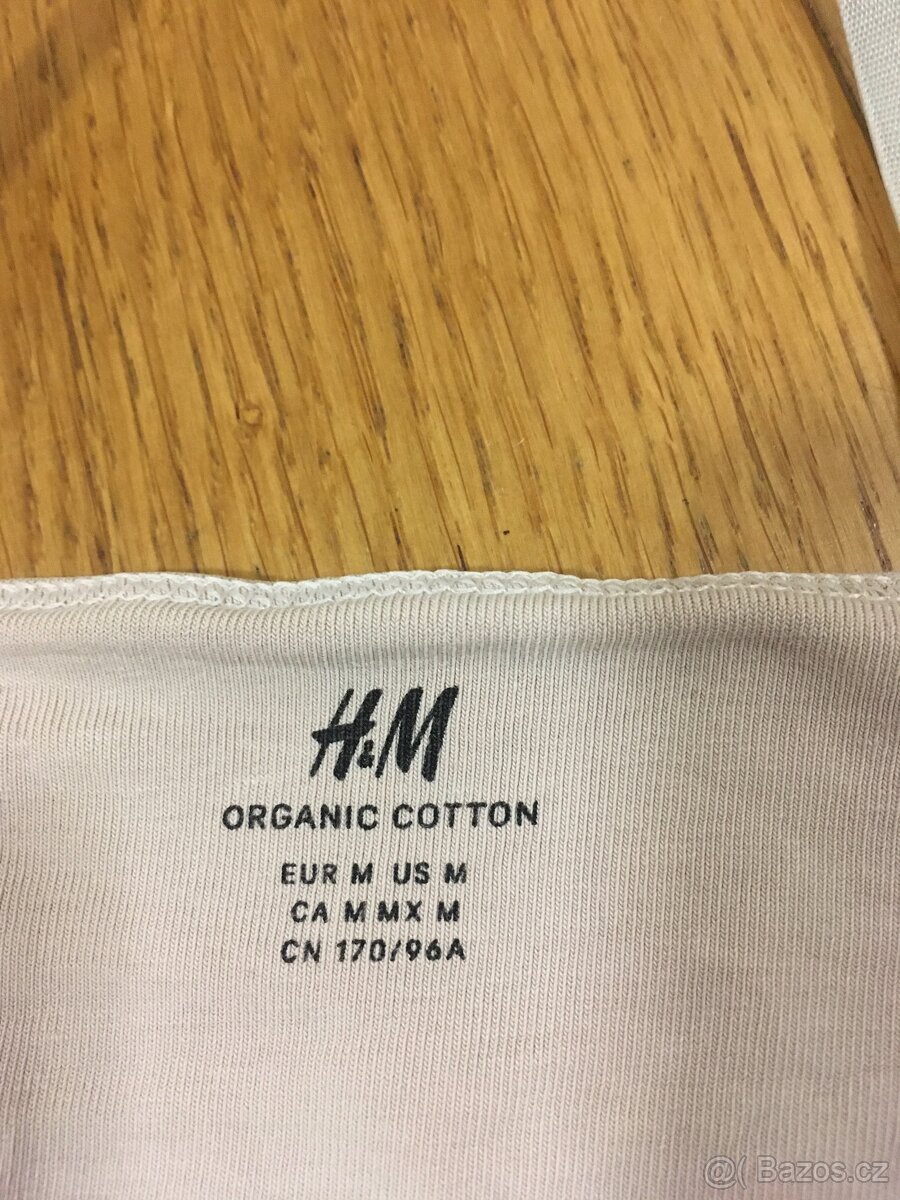 H&M
ORGANIC COTTON
EUR M US M
CA M MX M
CN 170/96A
@( Bazos.cz